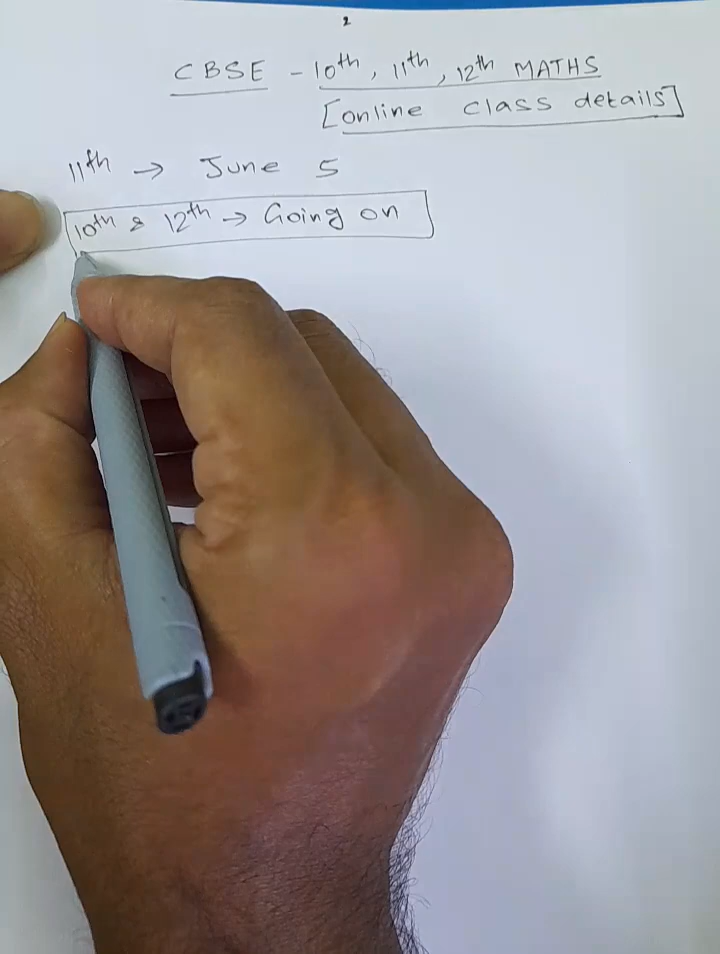 2
CBSE - 10th, 11th, 12th MATHS
[online class details]
11th → June 5
10th & 12th → Going on